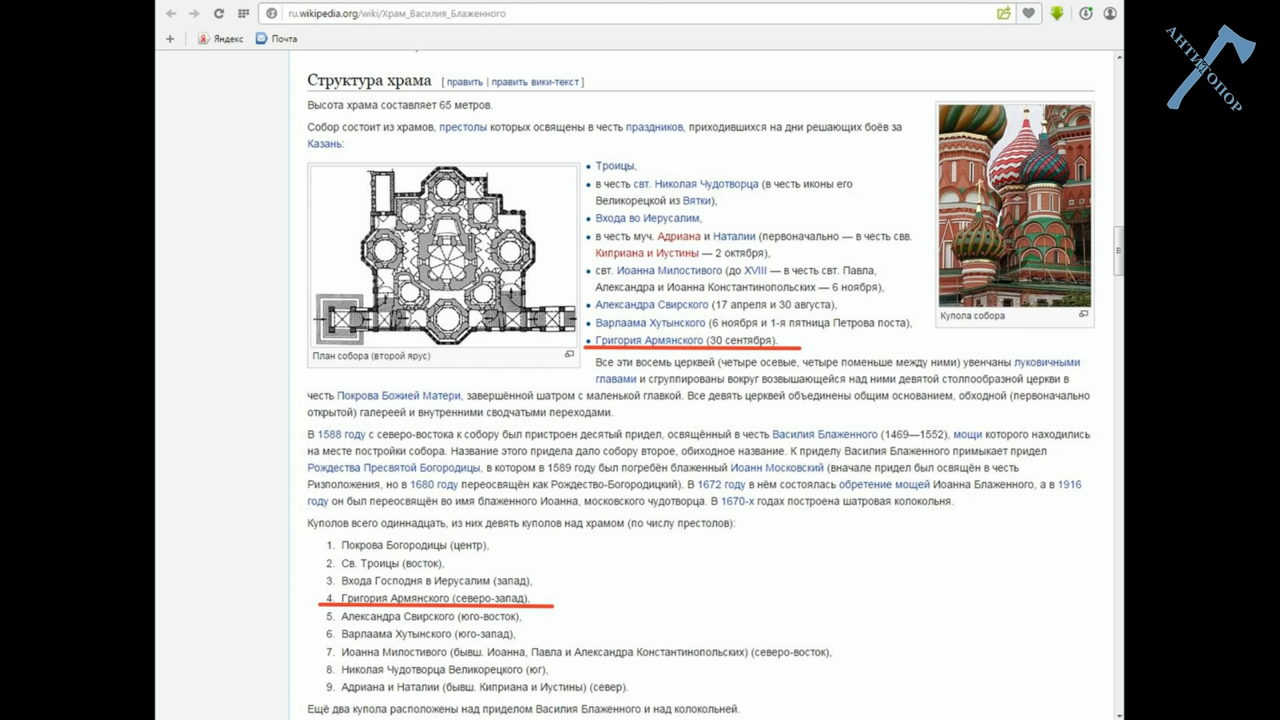 ru.wikipedia.org/wiki/Храм_Василия_Блаженного
Яндекс
Почта
АНТИТОПОР
Структура храма [ править | править вики-текст ]
Высота храма составляет 65 метров.
Собор состоит из храмов, престолы которых освящены в честь праздников, приходившихся на дни решающих боёв за
Казань:
• Троицы,
• в честь свт. Николая Чудотворца (в честь иконы его
Великорецкой из Вятки),
• Входа во Иерусалим,
• в честь муч. Адриана и Наталии (первоначально — в честь свв.
Киприана и Иустины — 2 октября),
• свт. Иоанна Милостивого (до XVIII — в честь свт. Павла,
Александра и Иоанна Константинопольских — 6 ноября),
• Александра Свирского (17 апреля и 30 августа),
• Варлаама Хутынского (6 ноября и 1-я пятница Петрова поста),
• Григория Армянского (30 сентября).
План собора (второй ярус)
Купола собора
Все эти восемь церквей (четыре осевые, четыре поменьше между ними) увенчаны луковичными
главами и сгруппированы вокруг возвышающейся над ними девятой столпообразной церкви в
честь Покрова Божией Матери, завершённой шатром с маленькой главкой. Все девять церквей объединены общим основанием, обходной (первоначально
открытой) галереей и внутренними сводчатыми переходами.
В 1588 году с северо-востока к собору был пристроен десятый придел, освящённый в честь Василия Блаженного (1469—1552), мощи которого находились
на месте постройки собора. Название этого придела дало собору второе, обиходное название. К приделу Василия Блаженного примыкает придел
Рождества Пресвятой Богородицы, в котором в 1589 году был погребён блаженный Иоанн Московский (вначале придел был освящён в честь
Ризположения, но в 1680 году переосвящён как Рождество-Богородицкий). В 1672 году в нём состоялась обретение мощей Иоанна Блаженного, а в 1916
году он был переосвящён во имя блаженного Иоанна, московского чудотворца. В 1670-х годах построена шатровая колокольня.
Куполов всего одиннадцать, из них девять куполов над храмом (по числу престолов):
1. Покрова Богородицы (центр),
2. Св. Троицы (восток),
3. Входа Господня в Иерусалим (запад),
4. Григория Армянского (северо-запад),
5. Александра Свирского (юго-восток),
6. Варлаама Хутынского (юго-запад),
7. Иоанна Милостивого (бывш. Иоанна, Павла и Александра Константинопольских) (северо-восток),
8. Николая Чудотворца Великорецкого (юг),
9. Адриана и Наталии (бывш. Киприана и Иустины) (север).
Ещё два купола расположены над приделом Василия Блаженного и над колокольней.